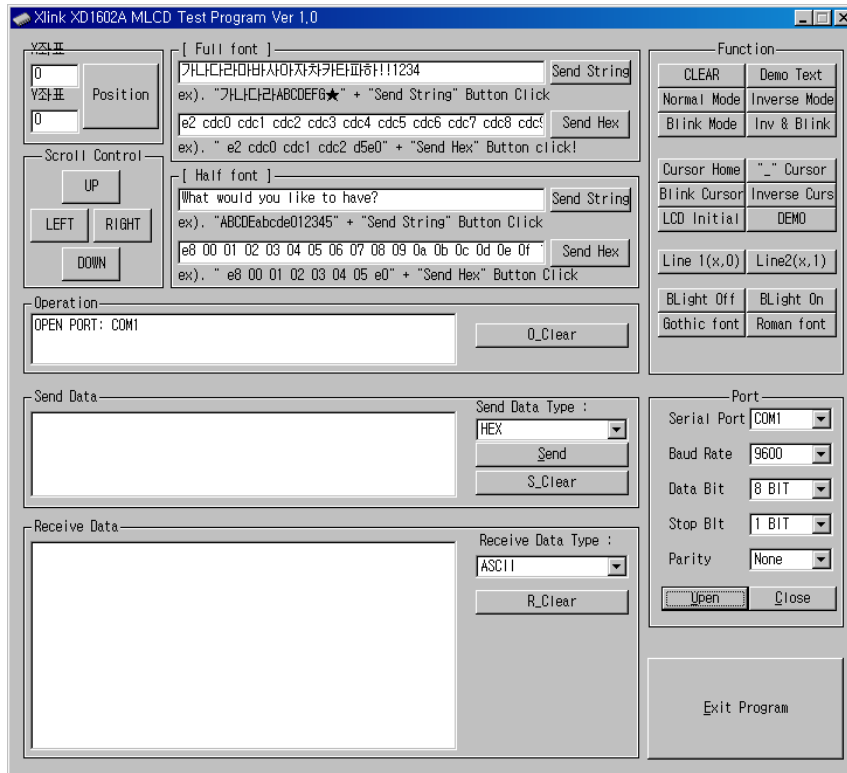 Xlink XD1602A MLCD Test Program Ver 1.0
Y좌표
0
Y좌표
0
Position
[ Full font ]
가나다라마바사아자차카타파하!!1234
Send String
ex). "가나다라ABCDEFG★" + "Send String" Button Click
e2 cdc0 cdc1 cdc2 cdc3 cdc4 cdc5 cdc6 cdc7 cdc8 cdc9
Send Hex
ex). " e2 cdc0 cdc1 cdc2 d5e0" + "Send Hex" Button click!
Scroll Control
UP
LEFT
RIGHT
DOWN
[ Half font ]
What would you like to have?
Send String
ex). "ABCDEabcde012345" + "Send String" Button Click
e8 00 01 02 03 04 05 06 07 08 09 0a 0b 0c 0d 0e 0f
Send Hex
ex). " e8 00 01 02 03 04 05 e0" + "Send Hex" Button Click
Function
CLEAR
Demo Text
Normal Mode
Inverse Mode
Blink Mode
Inv & Blink
Cursor Home
"_" Cursor
Blink Cursor
Inverse Curs
LCD Initial
DEMO
Line 1(x,0)
Line2(x,1)
BLight Off
BLight On
Gothic font
Roman font
Operation
OPEN PORT: COM1
O_Clear
Send Data
Send Data Type :
HEX
Send
S_Clear
Receive Data
Receive Data Type :
ASCII
R_Clear
Port
Serial Port COM1
Baud Rate 9600
Data Bit 8 BIT
Stop BIt 1 BIT
Parity None
Open
Close
Exit Program